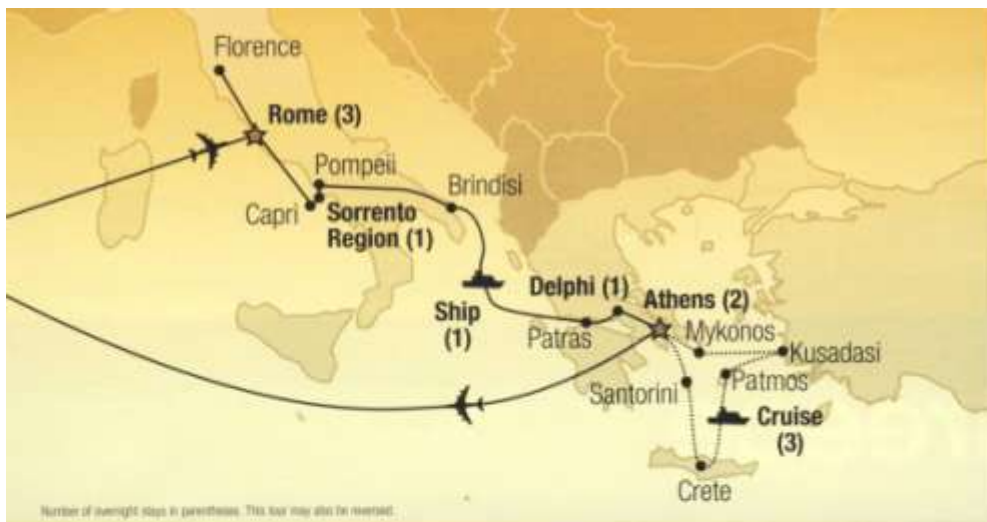 Florence
Rome (3)
Pompeii
Capri
Sorrento
Region (1)
Brindisi
Ship
(1)
Delphi (1)
Patras
Athens (2)
Mykonos
Kusadasi
Santorini
Patmos
Cruise
(3)
Crete
Number of overnight stays in parentheses. This tour may also be reversed.